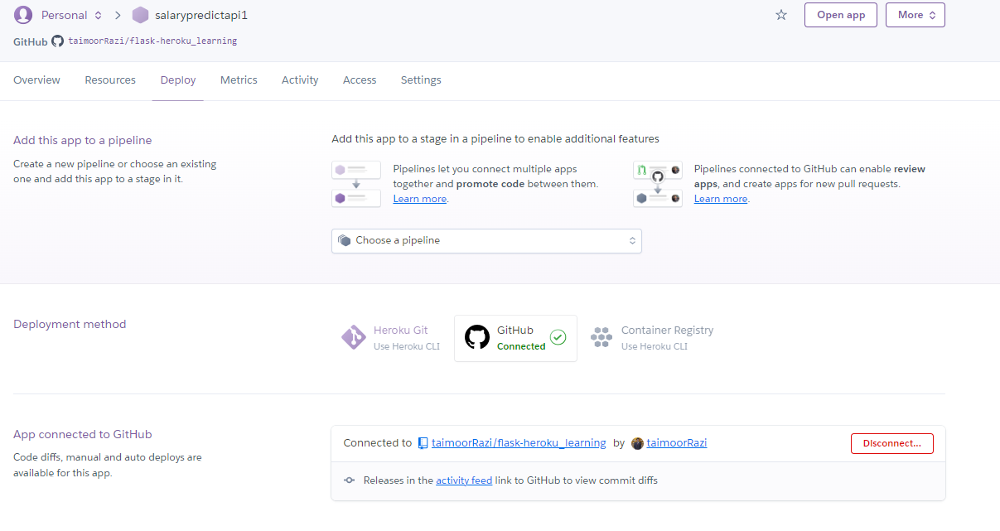 Personal > salarypredictapi1
Open app
More
GitHub taimoorRazi/flask-heroku_learning
Overview Resources Deploy Metrics Activity Access Settings
Add this app to a pipeline
Create a new pipeline or choose an existing
one and add this app to a stage in it.
Add this app to a stage in a pipeline to enable additional features
Pipelines let you connect multiple apps
together and promote code between them.
Learn more.
Pipelines connected to GitHub can enable review
apps, and create apps for new pull requests.
Learn more.
Choose a pipeline
Deployment method
Heroku Git
Use Heroku CLI
GitHub
Connected
Container Registry
Use Heroku CLI
App connected to GitHub
Code diffs, manual and auto deploys are
available for this app.
Connected to taimoorRazi/flask-heroku_learning by taimoorRazi
Disconnect...
Releases in the activity feed link to GitHub to view commit diffs